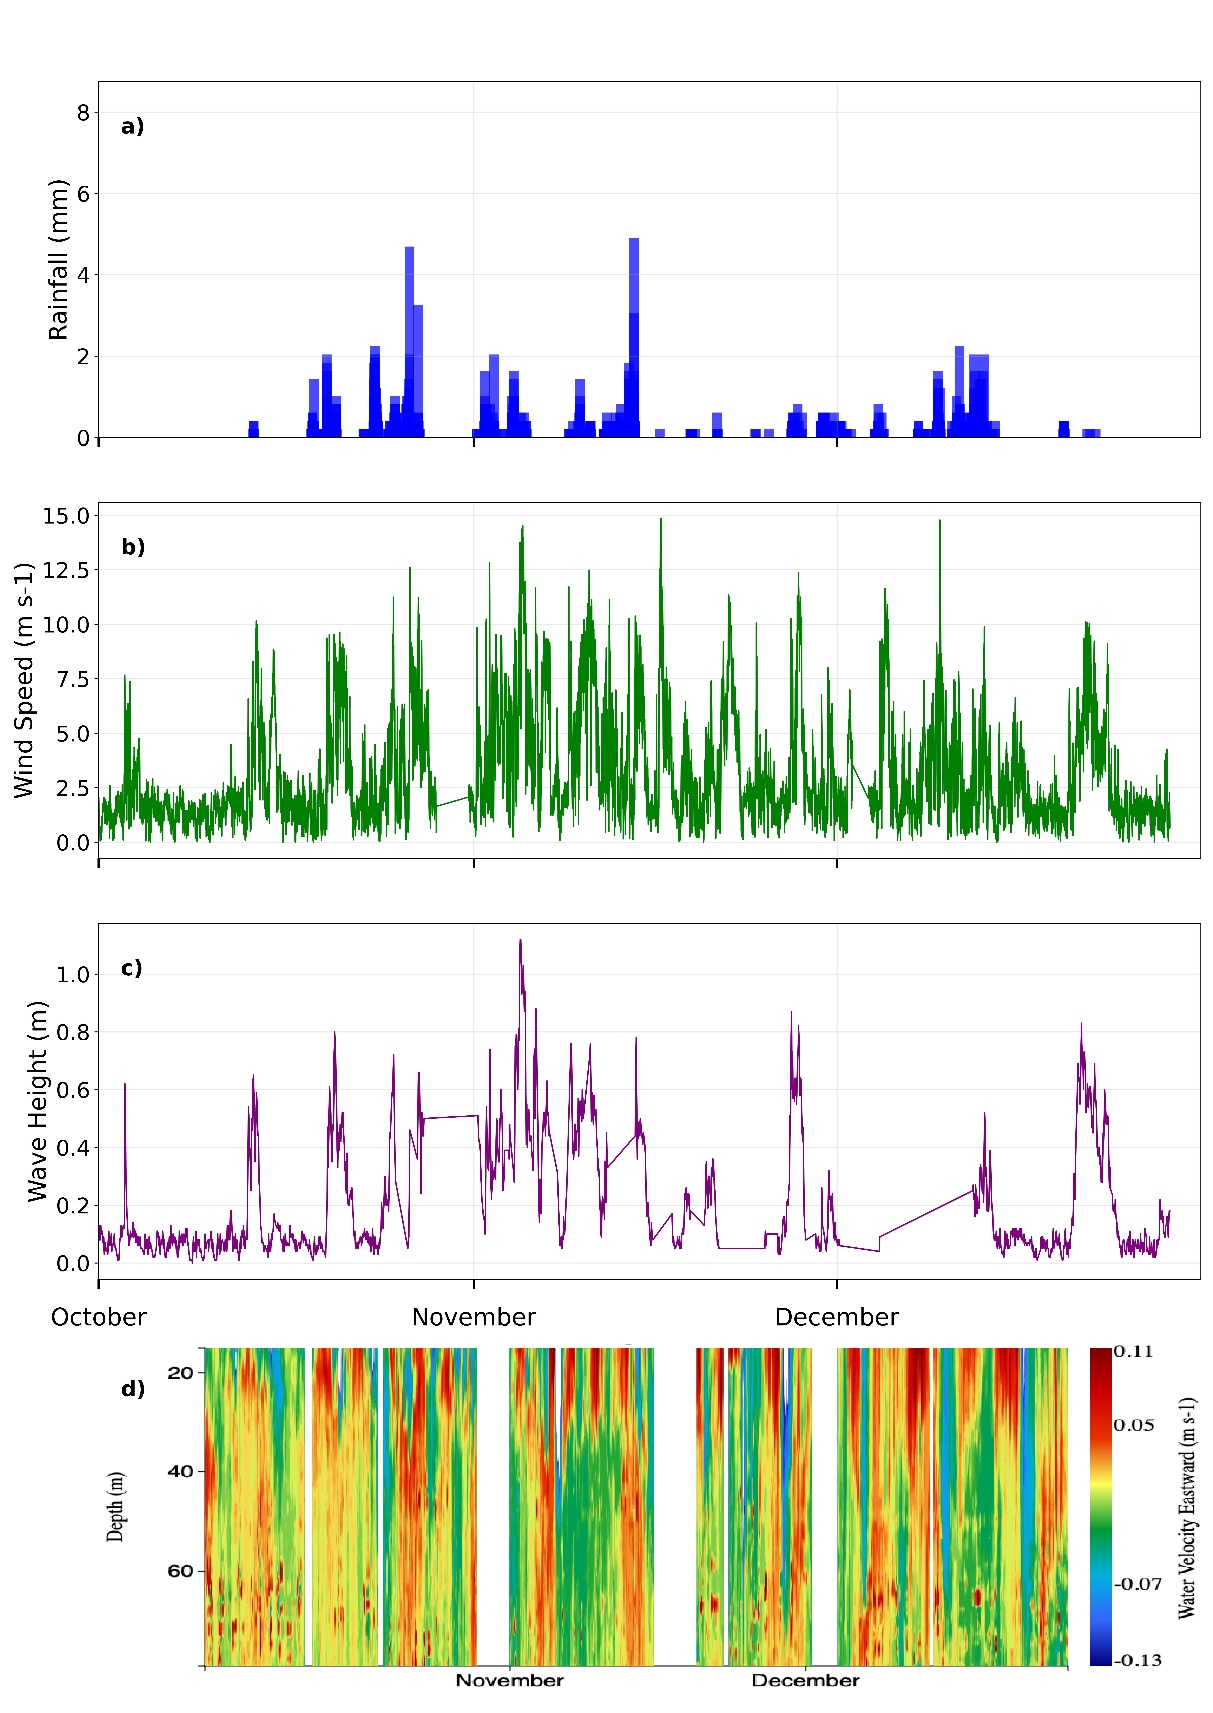 a)
Rainfall (mm)
8
6
4
2
0
b)
Wind Speed (m s-1)
15.0
12.5
10.0
7.5
5.0
2.5
0.0
c)
Wave Height (m)
1.0
0.8
0.6
0.4
0.2
0.0
October November December
d)
Depth (m)
20
40
60
November December
0.11
0.05
-0.07
-0.13
Water Velocity Eastward (m s-1)